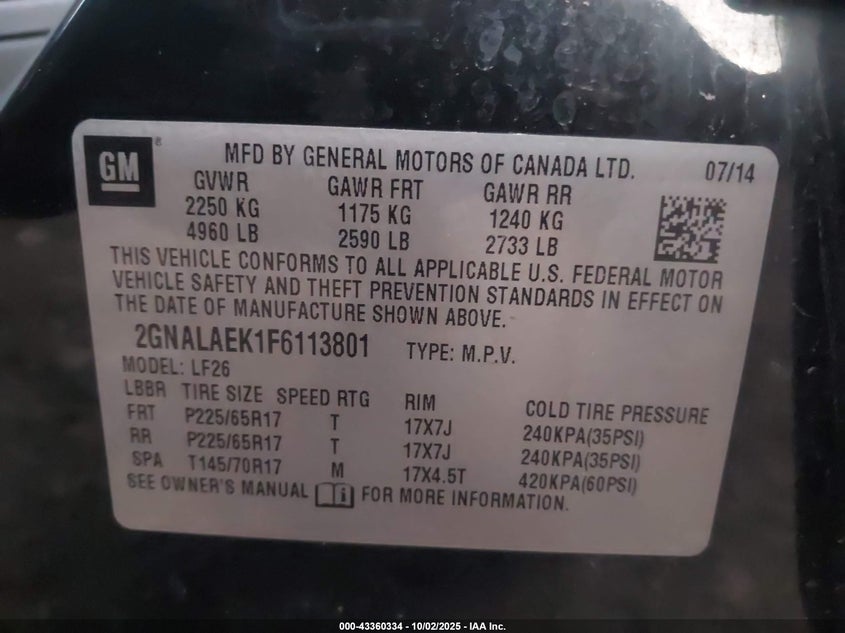 GM
MFD BY GENERAL MOTORS OF CANADA LTD. 07/14
GVWR GAWR FRT GAWR RR
2250 KG 1175 KG 1240 KG
4960 LB 2590 LB 2733 LB
THIS VEHICLE CONFORMS TO ALL APPLICABLE U.S. FEDERAL MOTOR
VEHICLE SAFETY AND THEFT PREVENTION STANDARDS IN EFFECT ON
THE DATE OF MANUFACTURE SHOWN ABOVE.
2GNALAEK1F6113801 TYPE: M.P.V.
MODEL: LF26
LBBR TIRE SIZE SPEED RTG RIM COLD TIRE PRESSURE
FRT P225/65R17 T 17X7J 240KPA(35PSI)
RR P225/65R17 T 17X7J 240KPA(35PSI)
SPA T145/70R17 M 17X4.5T 420KPA(60PSI)
SEE OWNER'S MANUAL i FOR MORE INFORMATION.
000-43360334 - 10/02/2025 - IAA Inc.